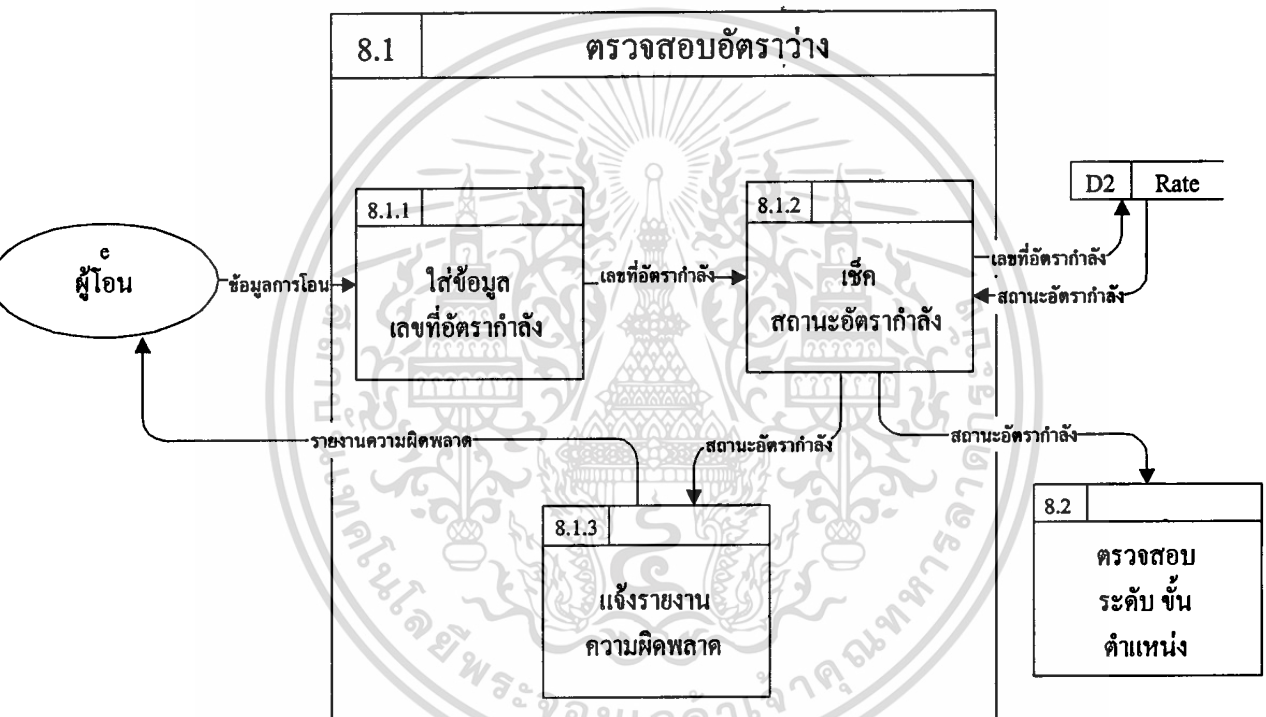 8.1 ตรวจสอบอัตราว่าง
D2 Rate
8.1.1
8.1.2
e
ผู้โอน
ข้อมูลการโอน
ใส่ข้อมูล
เลขที่อัตรากำลัง
เลขที่อัตรากำลัง
เช็ค
สถานะอัตรากำลัง
เลขที่อัตรากำลัง
สถานะอัตรากำลัง
รายงานความผิดพลาด
สถานะอัตรากำลัง
สถานะอัตรากำลัง
8.1.3
แจ้งรายงาน
ความผิดพลาด
8.2
ตรวจสอบ
ระดับ ขั้น
ตำแหน่ง